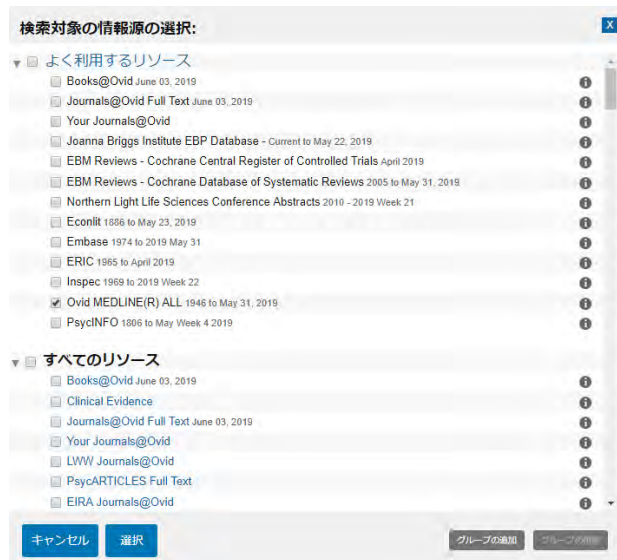 検索対象の情報源の選択:
X
よく利用するリソース
Books@Ovid June 03, 2019
Journals@Ovid Full Text June 03, 2019
Your Journals@Ovid
Joanna Briggs Institute EBP Database - Current to May 22, 2019
EBM Reviews - Cochrane Central Register of Controlled Trials April 2019
EBM Reviews - Cochrane Database of Systematic Reviews 2005 to May 31, 2019
Northern Light Life Sciences Conference Abstracts 2010 - 2019 Week 21
Econlit 1886 to May 23, 2019
Embase 1974 to 2019 May 31
ERIC 1965 to April 2019
Inspec 1969 to 2019 Week 22
Ovid MEDLINE(R) ALL 1946 to May 31, 2019
PsycINFO 1806 to May Week 4 2019
すべてのリソース
Books@Ovid June 03, 2019
Clinical Evidence
Journals@Ovid Full Text June 03, 2019
Your Journals@Ovid
LWW Journals@Ovid
PsycARTICLES Full Text
EIRA Journals@Ovid
キャンセル 選択 グループの追加 グループの削除